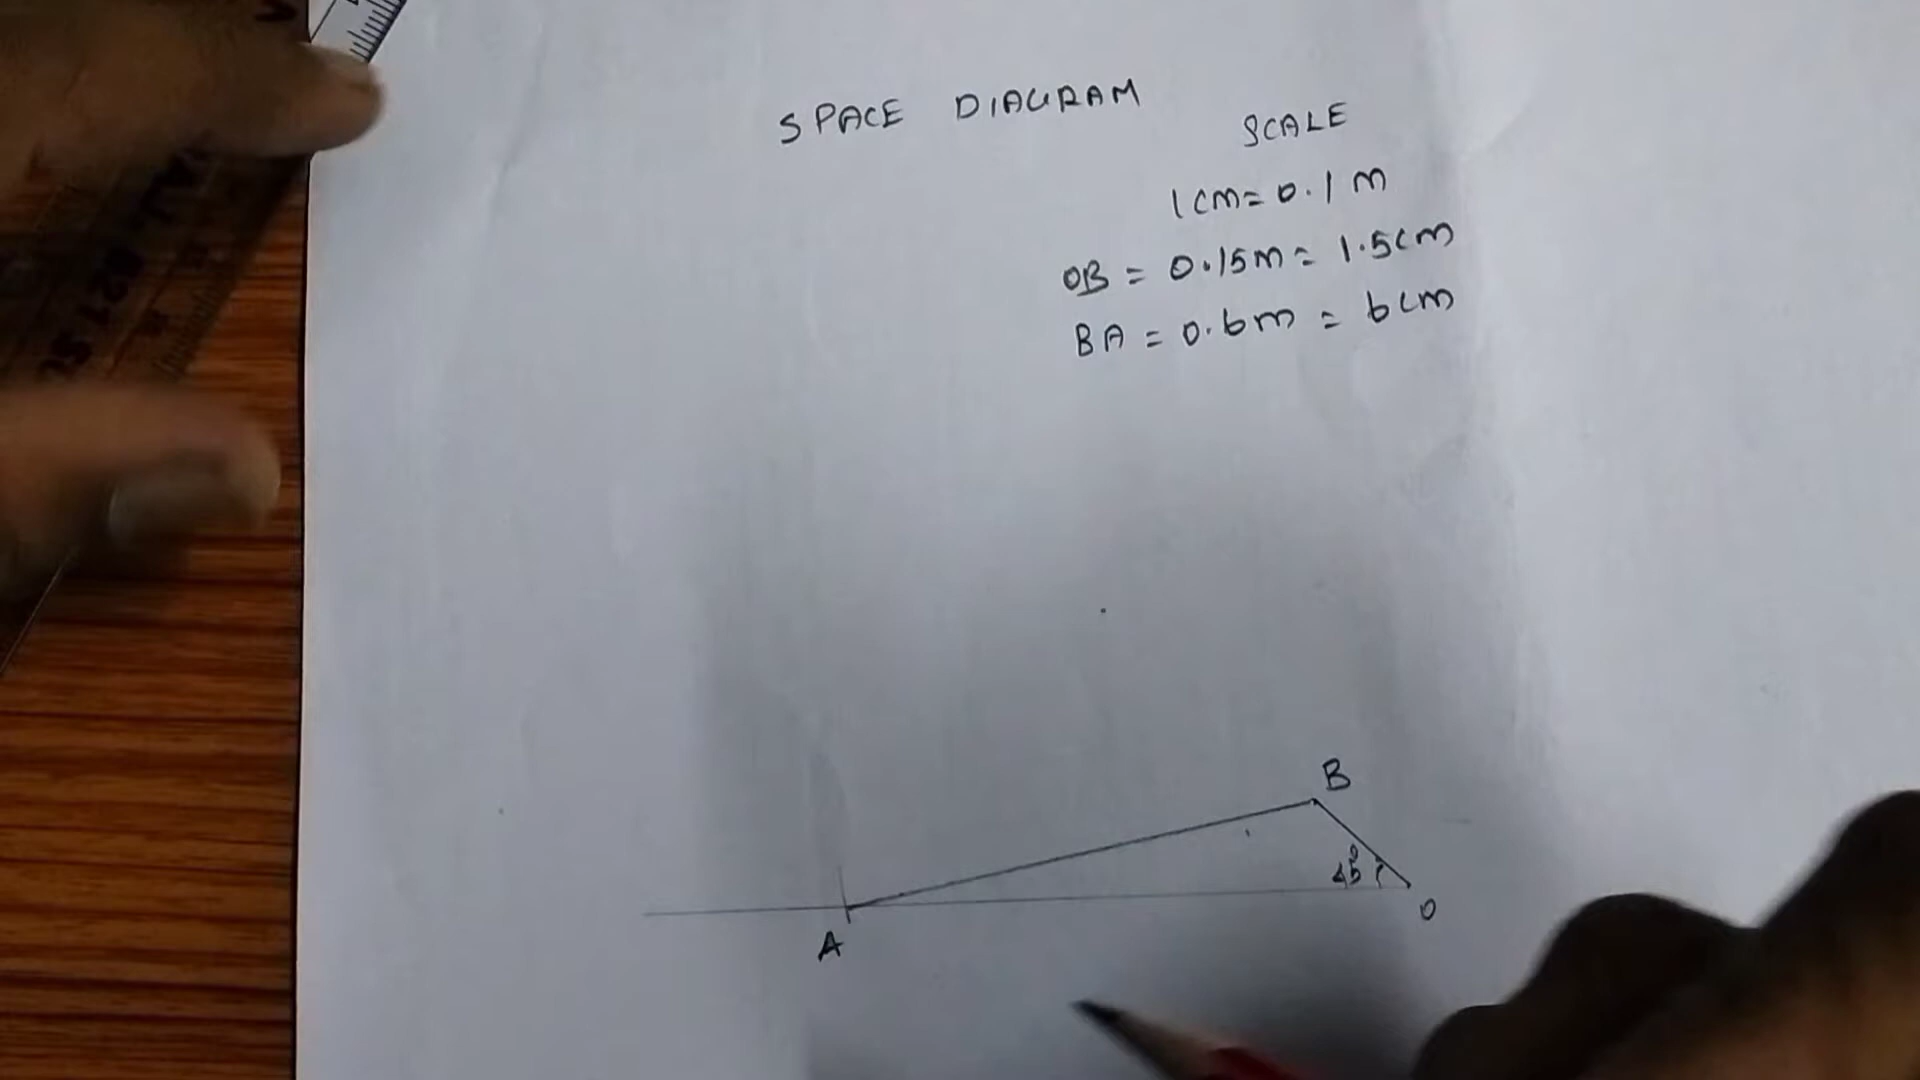 SPACE DIAGRAM
SCALE
1cm = 0.1 m
OB = 0.15m = 1.5cm
BA = 0.6m = 6cm
B
45°
O
A